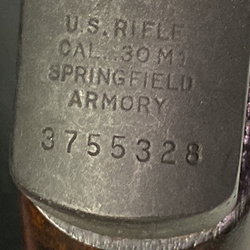 U.S. RIFLE
CAL. .30 M1
SPRINGFIELD
ARMORY
3755328